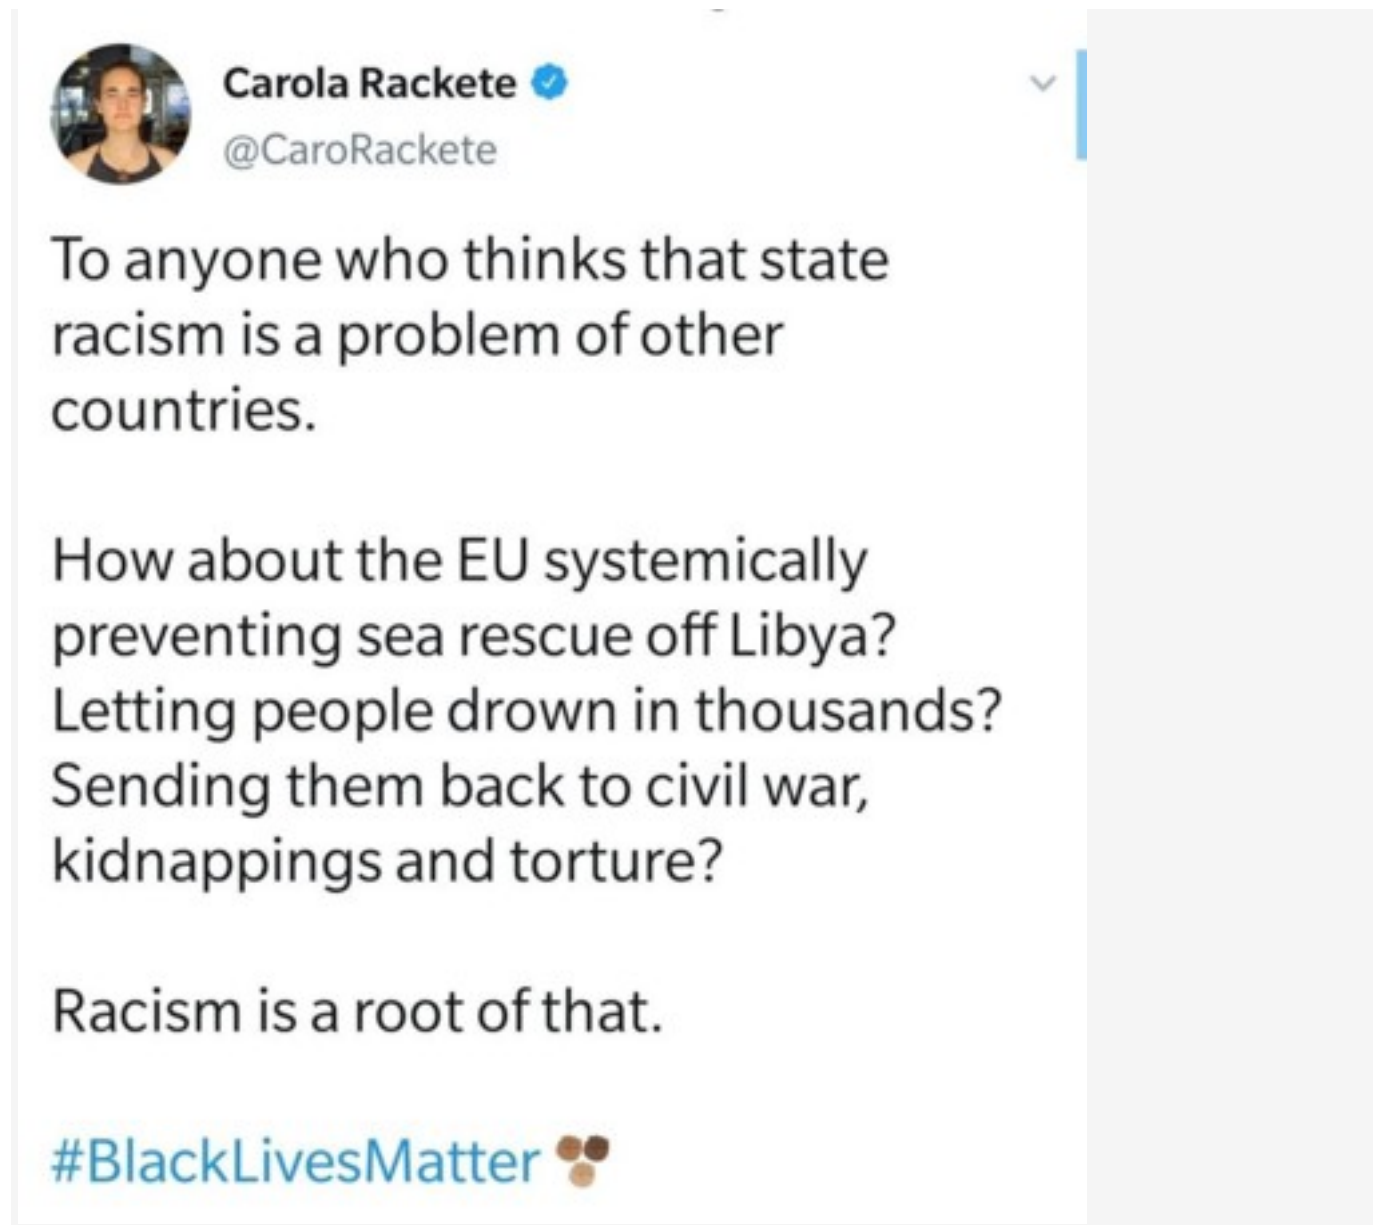 Carola Rackete
@CaroRackete
To anyone who thinks that state
racism is a problem of other
countries.
How about the EU systemically
preventing sea rescue off Libya?
Letting people drown in thousands?
Sending them back to civil war,
kidnappings and torture?
Racism is a root of that.
#BlackLivesMatter